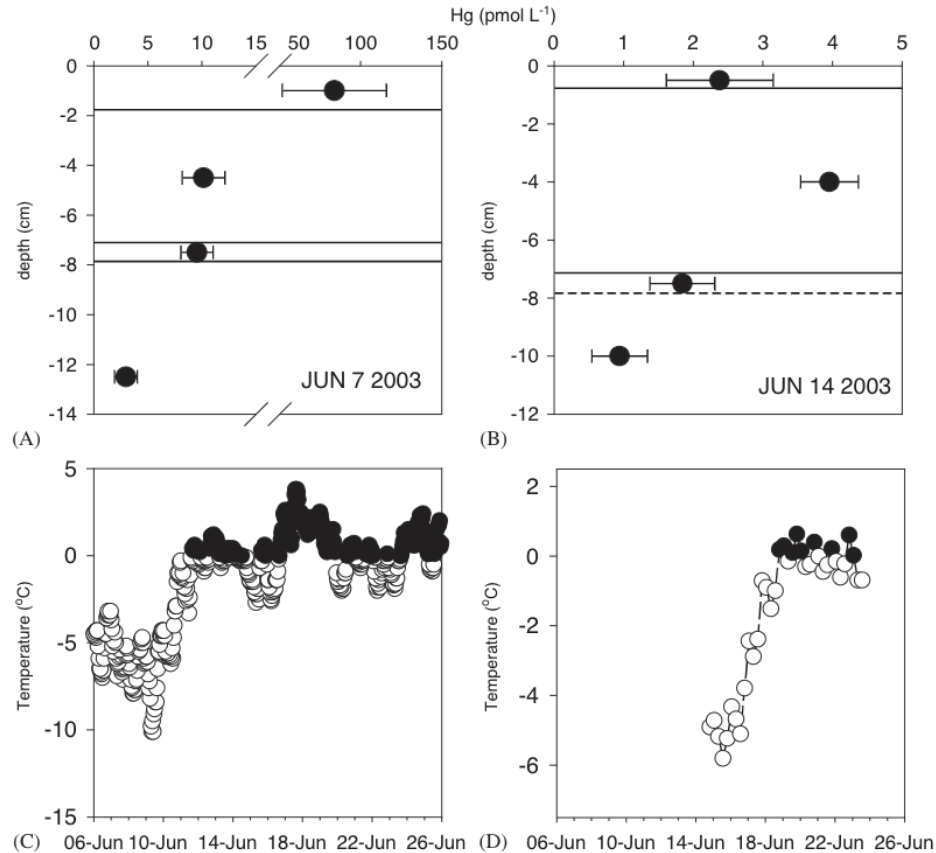 Hg (pmol L⁻¹)
0 5 10 15 50 100 150
0 1 2 3 4 5
0
-2
-4
-6
-8
-10
-12
-14
depth (cm)
JUN 7 2003
(A)
0
-2
-4
-6
-8
-10
-12
depth (cm)
JUN 14 2003
(B)
5
0
-5
-10
-15
Temperature (°C)
06-Jun 10-Jun 14-Jun 18-Jun 22-Jun 26-Jun
(C)
2
0
-2
-4
-6
Temperature (°C)
06-Jun 10-Jun 14-Jun 18-Jun 22-Jun 26-Jun
(D)